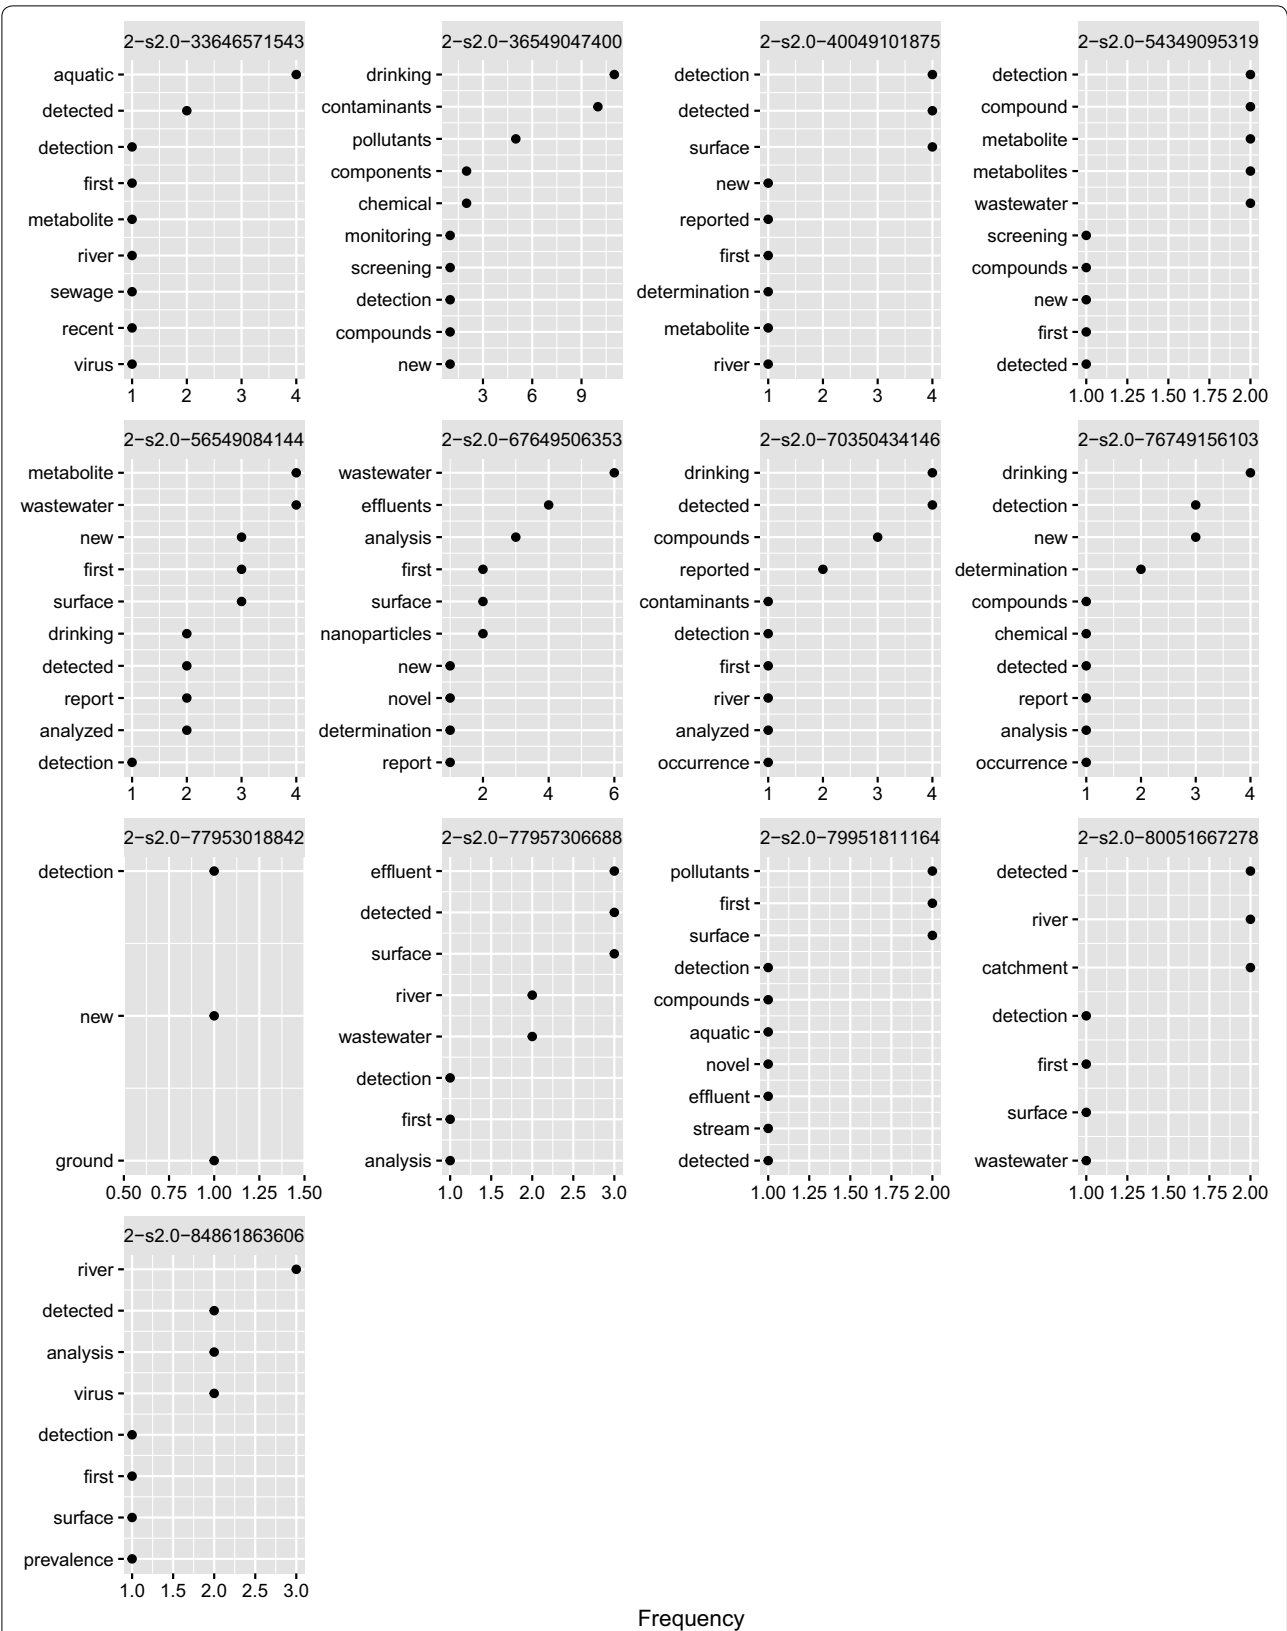 2−s2.0−33646571543
aquatic
detected
detection
first
metabolite
river
sewage
recent
virus
1 2 3 4
2−s2.0−36549047400
drinking
contaminants
pollutants
components
chemical
monitoring
screening
detection
compounds
new
3 6 9
2−s2.0−40049101875
detection
detected
surface
new
reported
first
determination
metabolite
river
1 2 3 4
2−s2.0−54349095319
detection
compound
metabolite
metabolites
wastewater
screening
compounds
new
first
detected
1.00 1.25 1.50 1.75 2.00
2−s2.0−56549084144
metabolite
wastewater
new
first
surface
drinking
detected
report
analyzed
detection
1 2 3 4
2−s2.0−67649506353
wastewater
effluents
analysis
first
surface
nanoparticles
new
novel
determination
report
2 4 6
2−s2.0−70350434146
drinking
detected
compounds
reported
contaminants
detection
first
river
analyzed
occurrence
1 2 3 4
2−s2.0−76749156103
drinking
detection
new
determination
compounds
chemical
detected
report
analysis
occurrence
1 2 3 4
2−s2.0−77953018842
detection
new
ground
0.50 0.75 1.00 1.25 1.50
2−s2.0−77957306688
effluent
detected
surface
river
wastewater
detection
first
analysis
1.0 1.5 2.0 2.5 3.0
2−s2.0−79951811164
pollutants
first
surface
detection
compounds
aquatic
novel
effluent
stream
detected
1.00 1.25 1.50 1.75 2.00
2−s2.0−80051667278
detected
river
catchment
detection
first
surface
wastewater
1.00 1.25 1.50 1.75 2.00
2−s2.0−84861863606
river
detected
analysis
virus
detection
first
surface
prevalence
1.0 1.5 2.0 2.5 3.0
Frequency